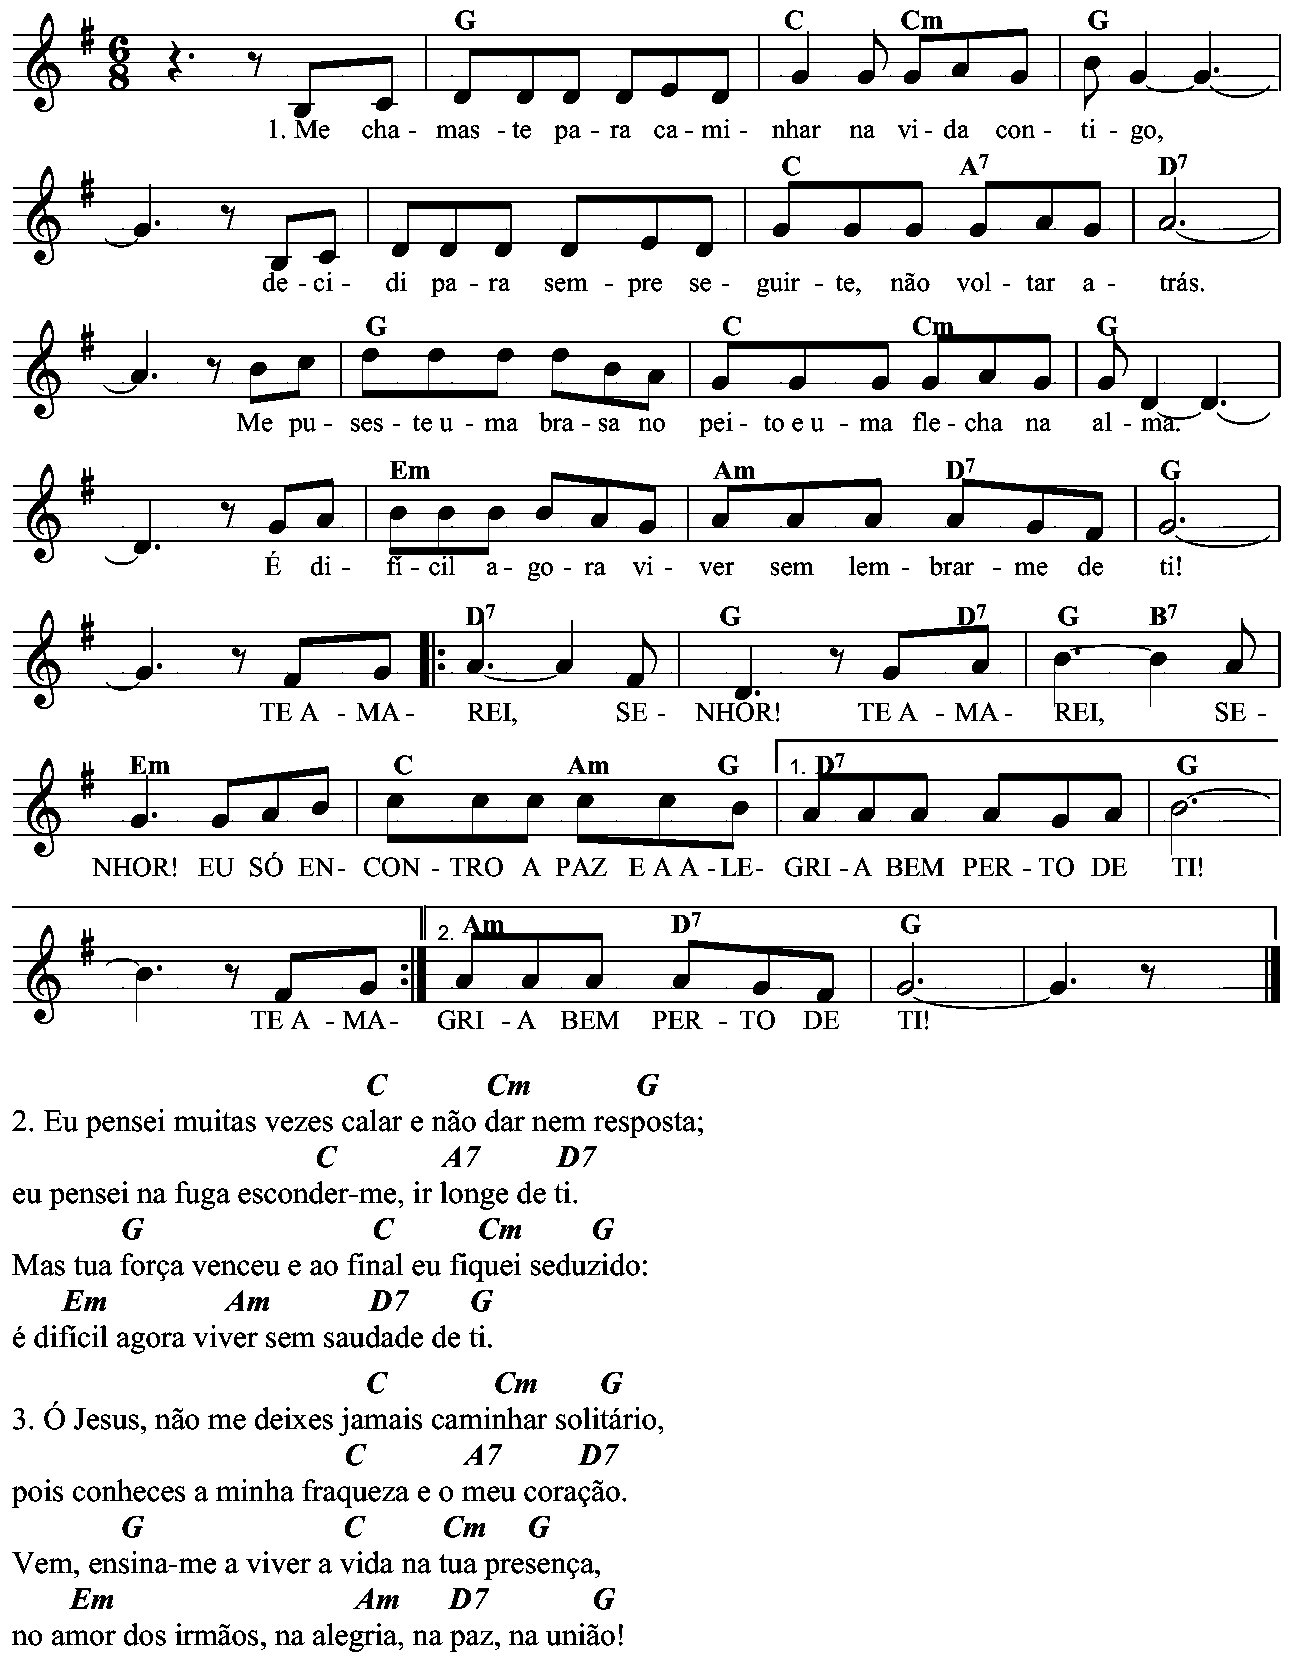 G C Cm G
1. Me cha- mas - te pa - ra ca - mi - nhar na vi - da con - ti - go,
C A7 D7
de - ci - di pa - ra sem - pre se - guir - te, não vol - tar a - trás.
G C Cm G
Me pu - ses - te u - ma bra - sa no pei - to e u - ma fle - cha na al - ma.
Em Am D7 G
É di - fí - cil a - go - ra vi - ver sem lem - brar - me de ti!
D7 G D7 G B7
TE A - MA- REI, SE - NHOR! TE A - MA- REI, SE -
Em C Am G 1. D7 G
NHOR! EU SÓ EN- CON - TRO A PAZ E A A - LE- GRI - A BEM PER - TO DE TI!
2. Am D7 G
TE A - MA- GRI - A BEM PER - TO DE TI!
C Cm G
2. Eu pensei muitas vezes calar e não dar nem resposta;
C A7 D7
eu pensei na fuga esconder-me, ir longe de ti.
G C Cm G
Mas tua força venceu e ao final eu fiquei seduzido:
Em Am D7 G
é difícil agora viver sem saudade de ti.
C Cm G
3. Ó Jesus, não me deixes jamais caminhar solitário,
C A7 D7
pois conheces a minha fraqueza e o meu coração.
G C Cm G
Vem, ensina-me a viver a vida na tua presença,
Em Am D7 G
no amor dos irmãos, na alegria, na paz, na união!